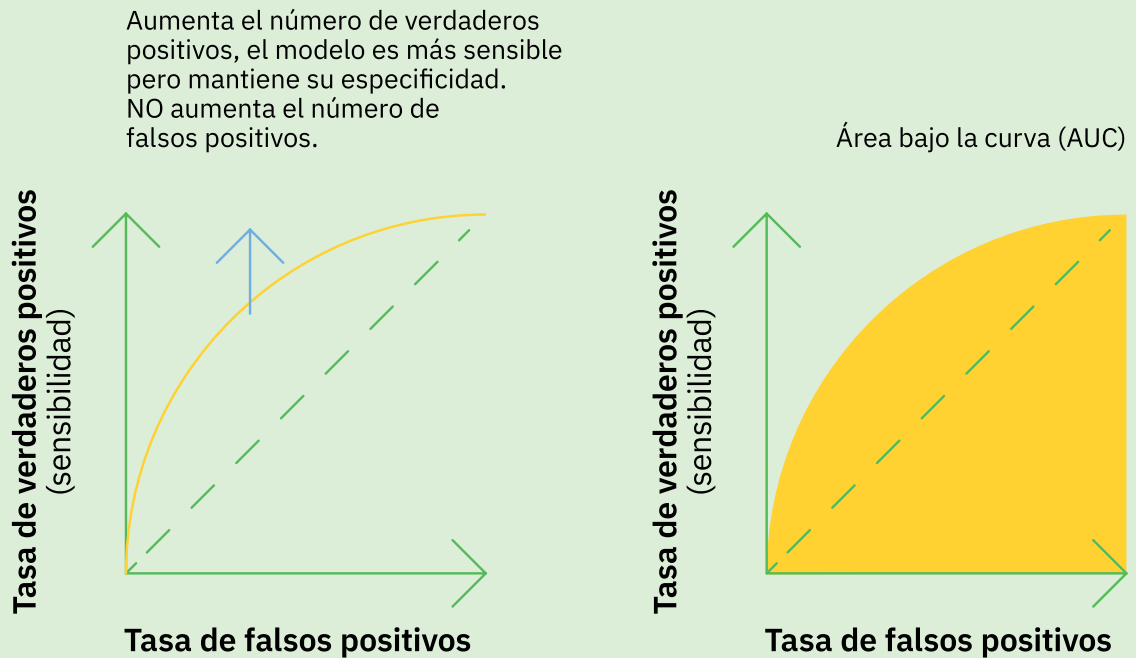 Aumenta el número de verdaderos
positivos, el modelo es más sensible
pero mantiene su especificidad.
NO aumenta el número de
falsos positivos.
Tasa de verdaderos positivos
(sensibilidad)
Tasa de falsos positivos
Área bajo la curva (AUC)
Tasa de verdaderos positivos
(sensibilidad)
Tasa de falsos positivos